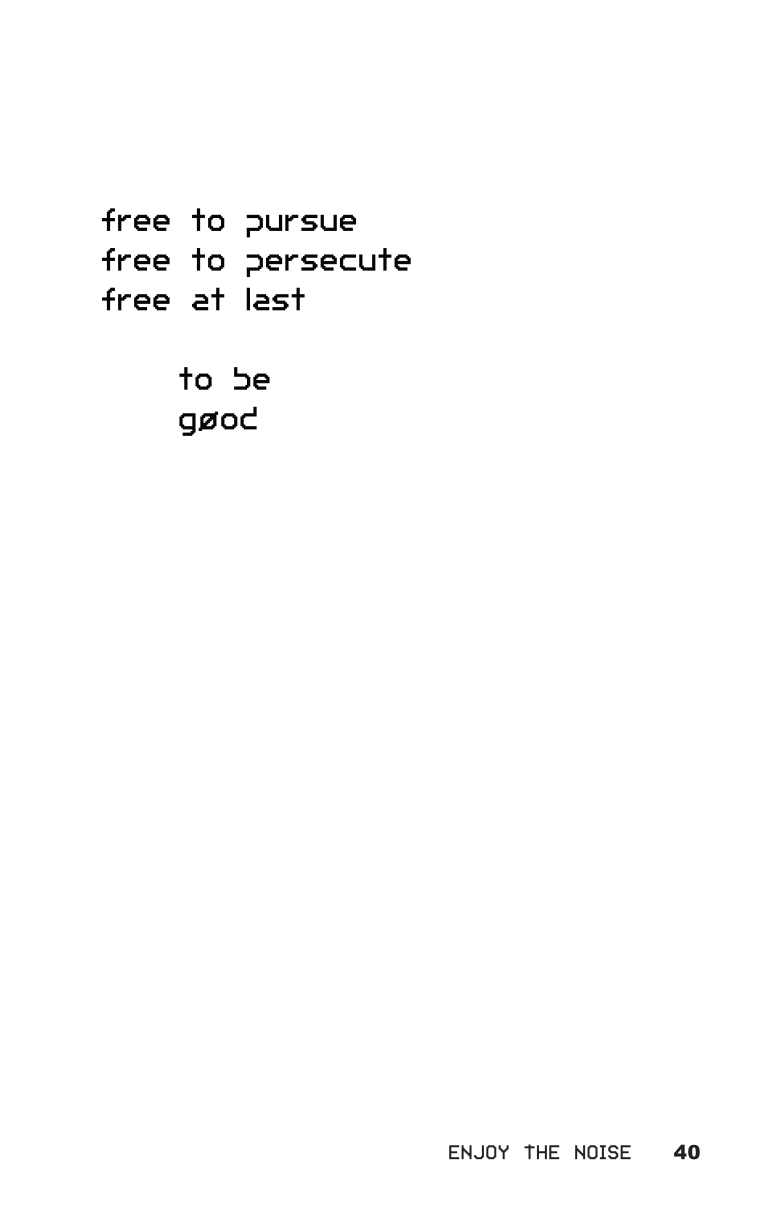 free to pursue
free to persecute
free at last
to be
gøod
ENJOY THE NOISE 40